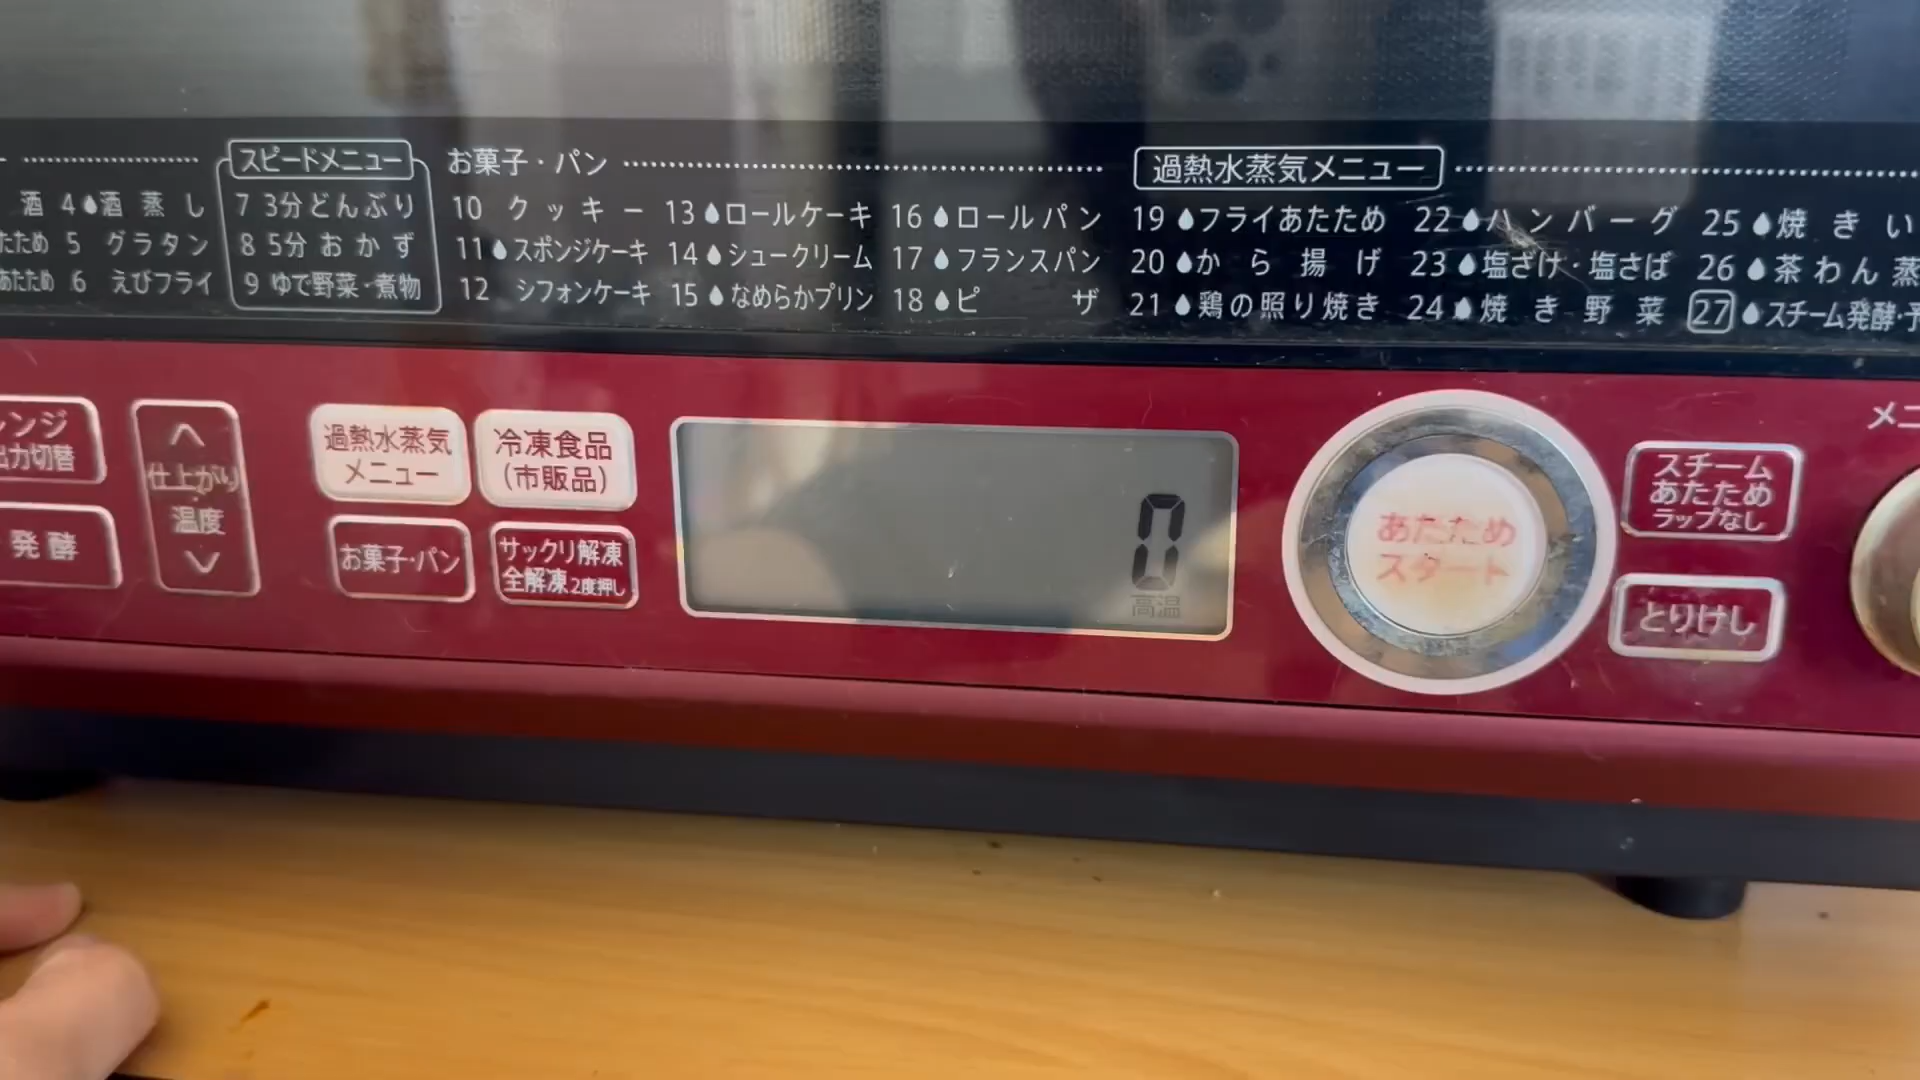 スピードメニュー お菓子・パン 過熱水蒸気メニュー
酒 4 酒蒸し 7 3分どんぶり 10 クッキー 13 ロールケーキ 16 ロールパン 19 フライあたため 22 ハンバーグ 25 焼きい
たため 5 グラタン 8 5分おかず 11 スポンジケーキ 14 シュークリーム 17 フランスパン 20 から揚げ 23 塩ざけ・塩さば 26 茶わん蒸
あたため 6 えびフライ 9 ゆで野菜・煮物 12 シフォンケーキ 15 なめらかプリン 18 ピザ 21 鶏の照り焼き 24 焼き野菜 27 スチーム発酵・予
レンジ
出力切替
発酵
仕上がり
・
温度
過熱水蒸気
メニュー
冷凍食品
(市販品)
お菓子・パン
サックリ解凍
全解凍2度押し
0
高温
あたため
スタート
スチーム
あたため
ラップなし
とりけし
メニ